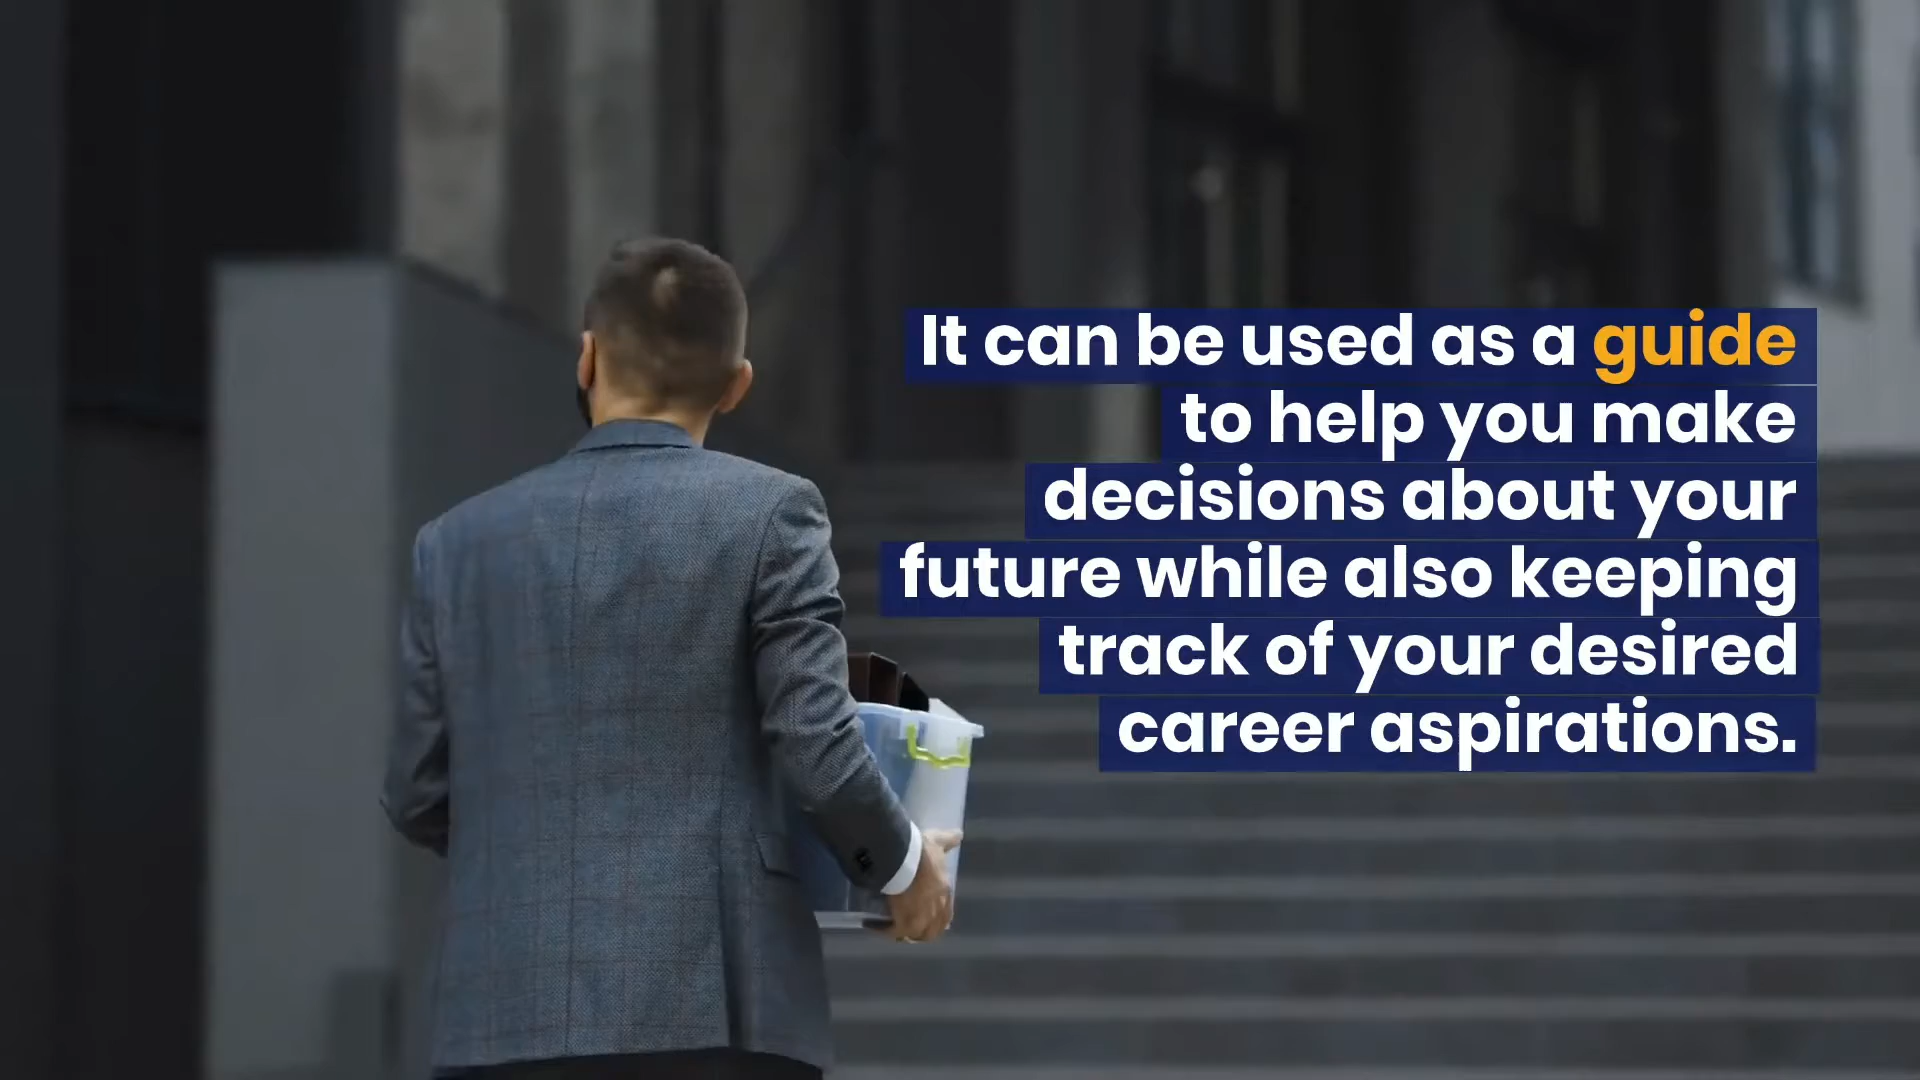 It can be used as a guide
to help you make
decisions about your
future while also keeping
track of your desired
career aspirations.